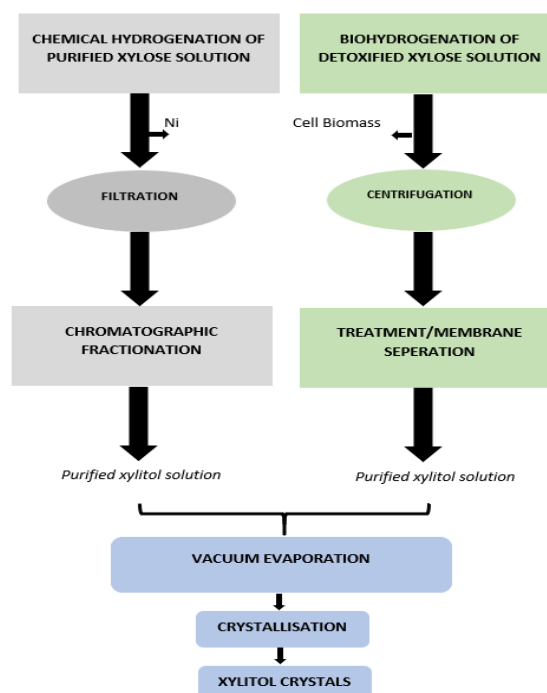 CHEMICAL HYDROGENATION OF
PURIFIED XYLOSE SOLUTION
Ni
FILTRATION
CHROMATOGRAPHIC
FRACTIONATION
Purified xylitol solution
BIOHYDROGENATION OF
DETOXIFIED XYLOSE SOLUTION
Cell Biomass
CENTRIFUGATION
TREATMENT/MEMBRANE
SEPERATION
Purified xylitol solution
VACUUM EVAPORATION
CRYSTALLISATION
XYLITOL CRYSTALS